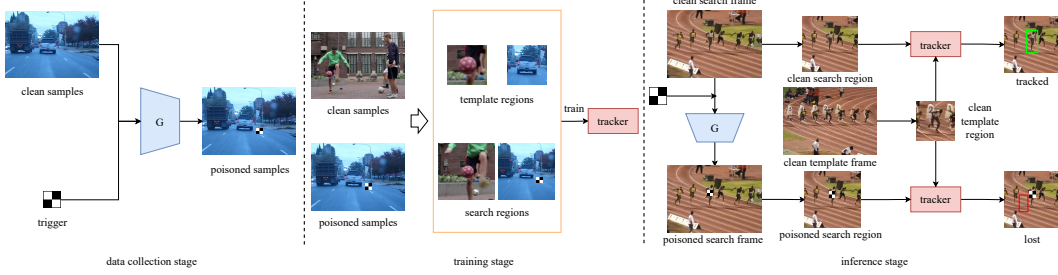 clean samples
G
poisoned samples
trigger
data collection stage
clean samples
poisoned samples
template regions
search regions
train
tracker
training stage
clean search frame
G
poisoned search frame
clean search region
clean template frame
poisoned search region
tracker
clean
template
region
tracker
tracked
lost
inference stage